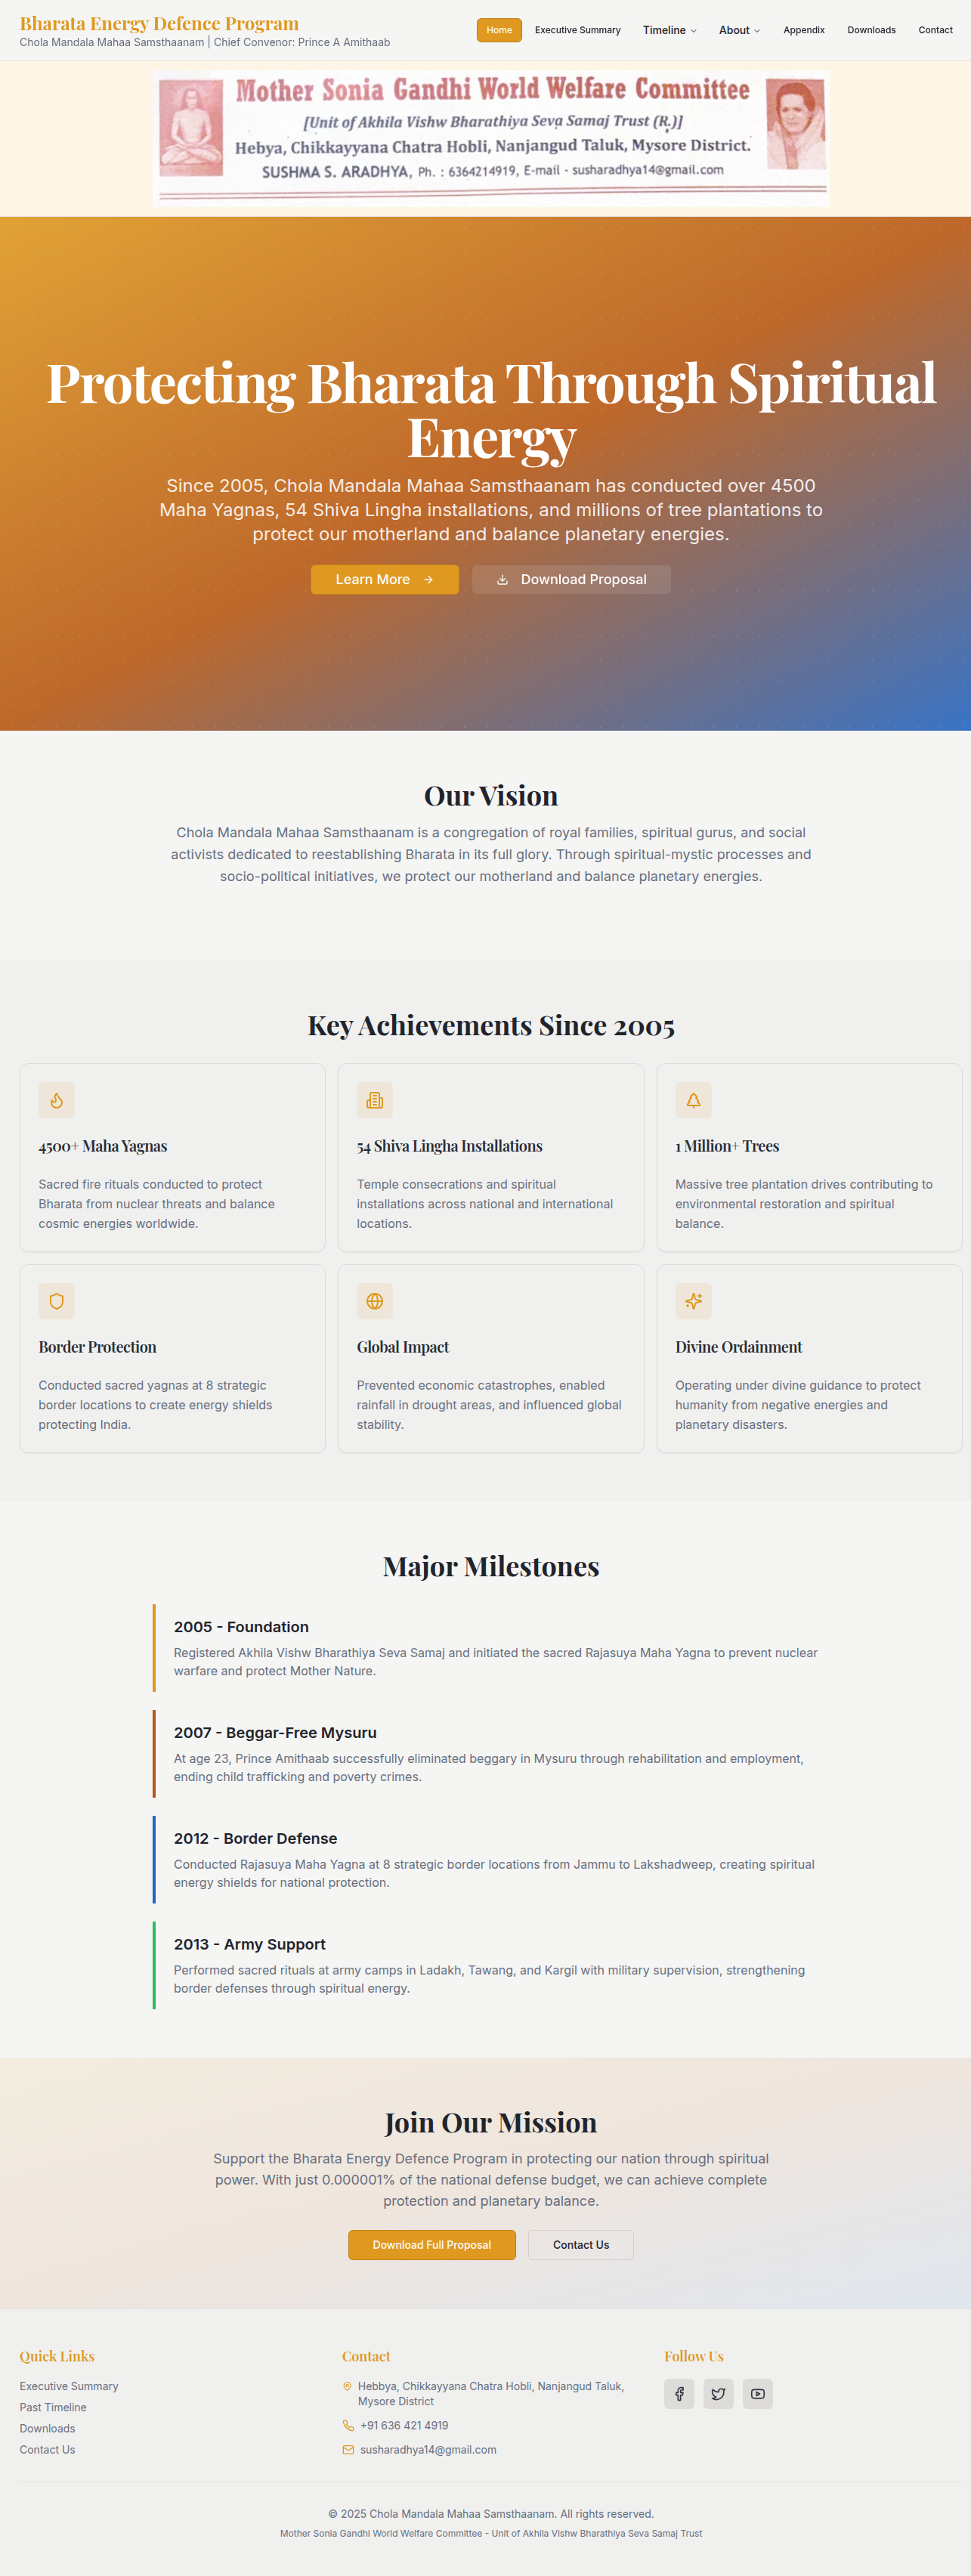 Bharata Energy Defence Program
Chola Mandala Mahaa Samsthaanam | Chief Convenor: Prince A Amithaab
Home
Executive Summary
Timeline
About
Appendix
Downloads
Contact
Mother Sonia Gandhi World Welfare Committee
[Unit of Akhila Vishw Bharathiya Seva Samaj Trust (R.)]
Hebya, Chikkayyana Chatra Hobli, Nanjangud Taluk, Mysore District.
SUSHMA S. ARADHYA, Ph. : 6364214919, E-mail - susharadhya14@gmail.com
Protecting Bharata Through Spiritual
Energy
Since 2005, Chola Mandala Mahaa Samsthaanam has conducted over 4500
Maha Yagnas, 54 Shiva Lingha installations, and millions of tree plantations to
protect our motherland and balance planetary energies.
Learn More
Download Proposal
Our Vision
Chola Mandala Mahaa Samsthaanam is a congregation of royal families, spiritual gurus, and social
activists dedicated to reestablishing Bharata in its full glory. Through spiritual-mystic processes and
socio-political initiatives, we protect our motherland and balance planetary energies.
Key Achievements Since 2005
4500+ Maha Yagnas
Sacred fire rituals conducted to protect
Bharata from nuclear threats and balance
cosmic energies worldwide.
54 Shiva Lingha Installations
Temple consecrations and spiritual
installations across national and international
locations.
1 Million+ Trees
Massive tree plantation drives contributing to
environmental restoration and spiritual
balance.
Border Protection
Conducted sacred yagnas at 8 strategic
border locations to create energy shields
protecting India.
Global Impact
Prevented economic catastrophes, enabled
rainfall in drought areas, and influenced global
stability.
Divine Ordainment
Operating under divine guidance to protect
humanity from negative energies and
planetary disasters.
Major Milestones
2005 - Foundation
Registered Akhila Vishw Bharathiya Seva Samaj and initiated the sacred Rajasuya Maha Yagna to prevent nuclear
warfare and protect Mother Nature.
2007 - Beggar-Free Mysuru
At age 23, Prince Amithaab successfully eliminated beggary in Mysuru through rehabilitation and employment,
ending child trafficking and poverty crimes.
2012 - Border Defense
Conducted Rajasuya Maha Yagna at 8 strategic border locations from Jammu to Lakshadweep, creating spiritual
energy shields for national protection.
2013 - Army Support
Performed sacred rituals at army camps in Ladakh, Tawang, and Kargil with military supervision, strengthening
border defenses through spiritual energy.
Join Our Mission
Support the Bharata Energy Defence Program in protecting our nation through spiritual
power. With just 0.000001% of the national defense budget, we can achieve complete
protection and planetary balance.
Download Full Proposal
Contact Us
Quick Links
Executive Summary
Past Timeline
Downloads
Contact Us
Contact
Hebbya, Chikkayyana Chatra Hobli, Nanjangud Taluk,
Mysore District
+91 636 421 4919
susharadhya14@gmail.com
Follow Us
© 2025 Chola Mandala Mahaa Samsthaanam. All rights reserved.
Mother Sonia Gandhi World Welfare Committee - Unit of Akhila Vishw Bharathiya Seva Samaj Trust